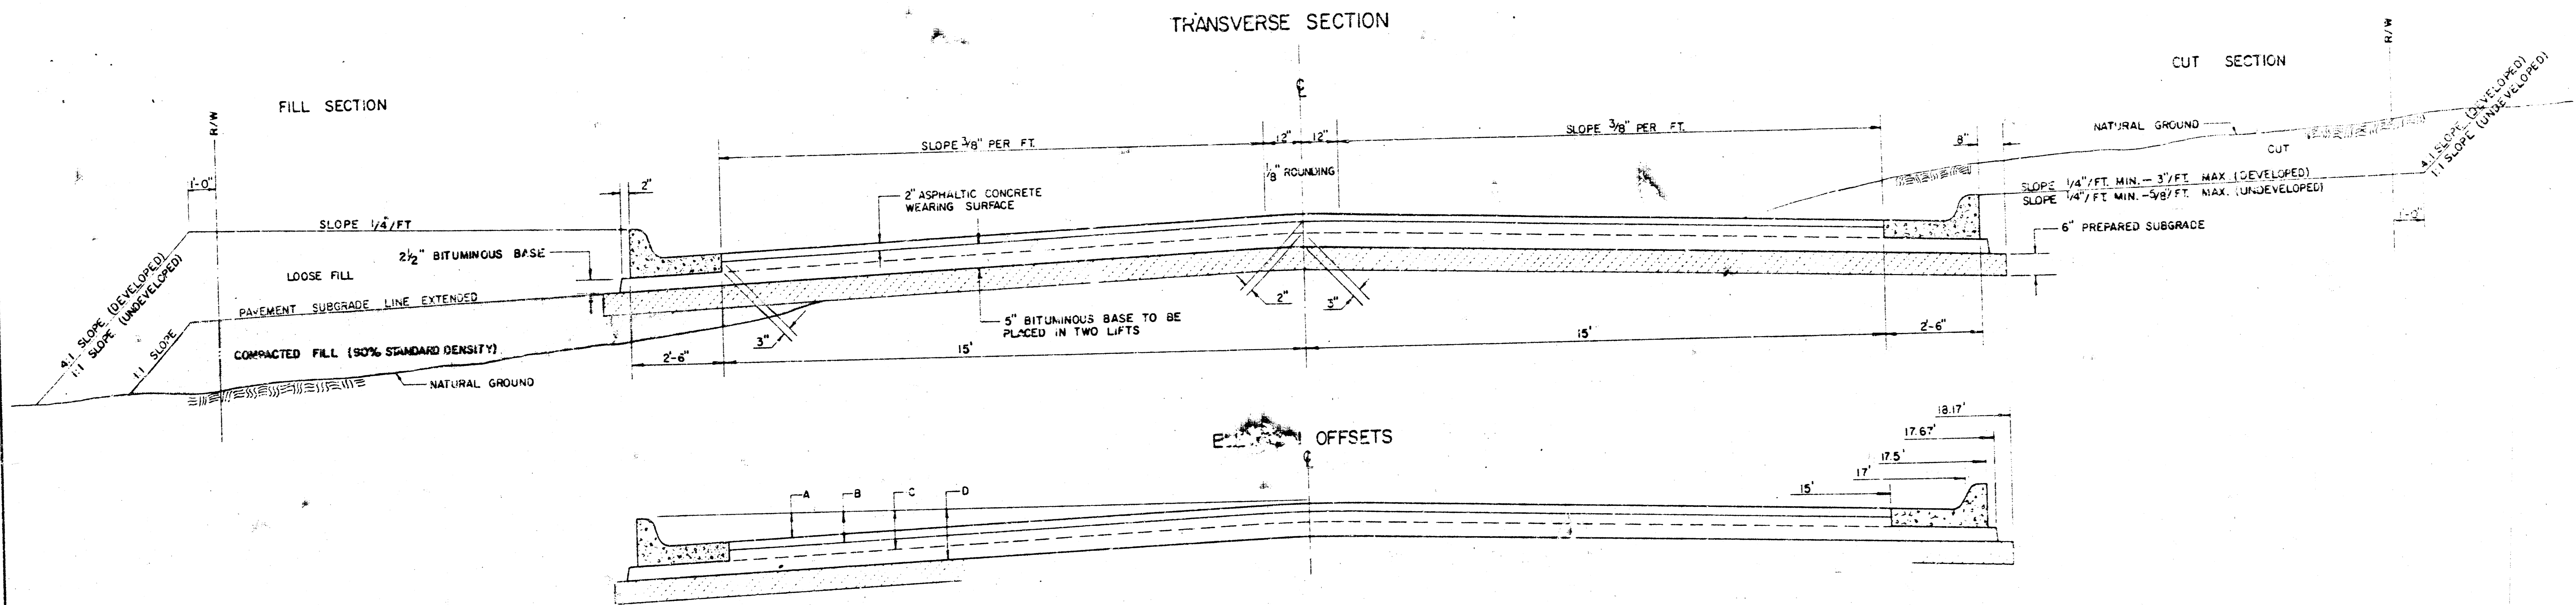 TRANSVERSE SECTION
R/W
CUT SECTION
4:1 SLOPE (DEVELOPED)
1:1 SLOPE (UNDEVELOPED)
FILL SECTION
R/W
℄
NATURAL GROUND
SLOPE 3/8" PER FT.
12"
12"
SLOPE 3/8" PER FT.
8"
CUT
1/8" ROUNDING
1'-0"
2"
2" ASPHALTIC CONCRETE
WEARING SURFACE
SLOPE 1/4"/FT. MIN. - 3"/FT. MAX. (DEVELOPED)
SLOPE 1/4"/FT. MIN. - 5/8"/FT. MAX. (UNDEVELOPED)
1'-0"
SLOPE 1/4"/FT
6" PREPARED SUBGRADE
2½" BITUMINOUS BASE
LOOSE FILL
4:1 SLOPE (DEVELOPED)
1:1 SLOPE (UNDEVELOPED)
PAVEMENT SUBGRADE LINE EXTENDED
2"
3"
5" BITUMINOUS BASE TO BE
PLACED IN TWO LIFTS
1:1 SLOPE
COMPACTED FILL (90% STANDARD DENSITY)
3"
2'-6"
15'
15'
2'-6"
NATURAL GROUND
OFFSETS
℄
18.17'
17.67'
17.5'
17'
15'
A
B
C
D